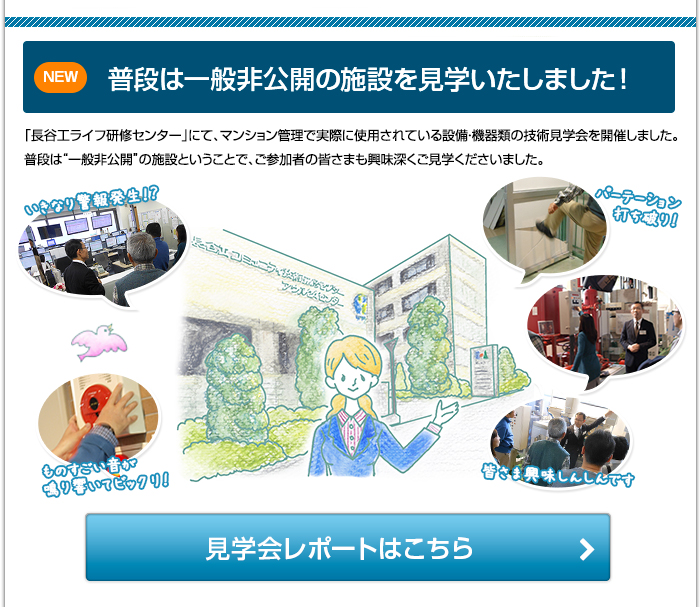 NEW
普段は一般非公開の施設を見学いたしました!
「長谷工ライフ研修センター」にて、マンション管理で実際に使用されている設備・機器類の技術見学会を開催しました。
普段は“一般非公開”の施設ということで、ご参加者の皆さまも興味深くご見学くださいました。
いきなり警報発生!?
パーテーション
打ち破り!
長谷工コミュニティ
ものすごい音が
鳴り響いてビックリ!
皆さま興味しんしんです
見学会レポートはこちら